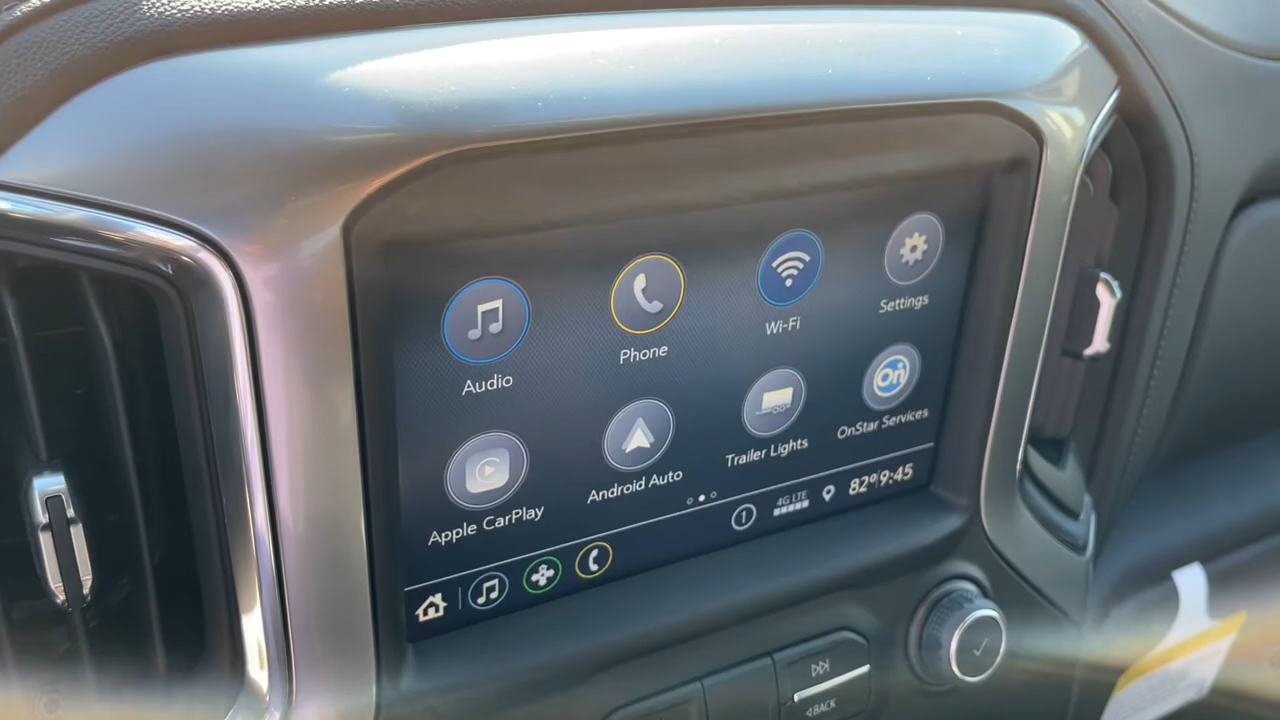 Audio
Phone
Wi-Fi
Settings
Apple CarPlay
Android Auto
Trailer Lights
On
OnStar Services
1
4G LTE
82° 9:45
BACK